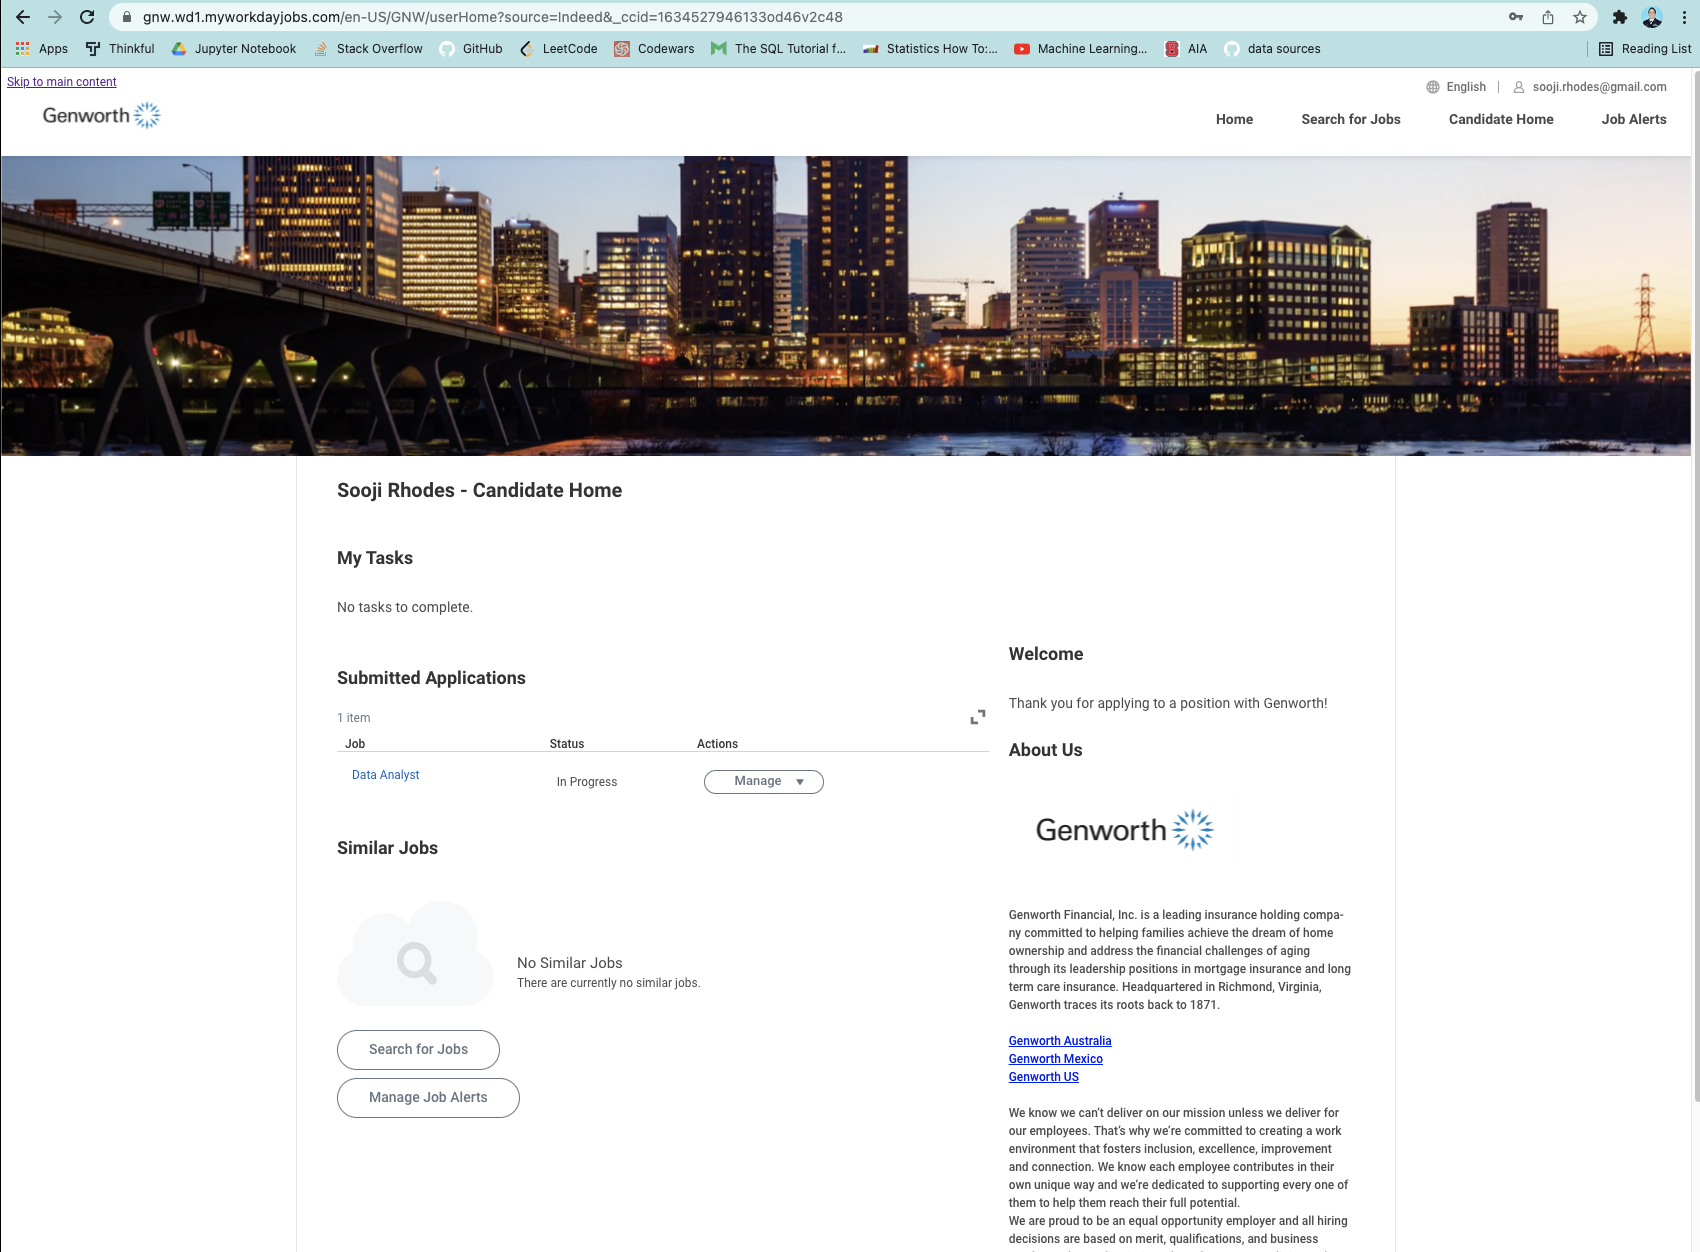 gnw.wd1.myworkdayjobs.com/en-US/GNW/userHome?source=Indeed&_ccid=1634527946133od46v2c48
Apps Thinkful Jupyter Notebook Stack Overflow GitHub LeetCode Codewars The SQL Tutorial f... Statistics How To:... Machine Learning... AIA data sources Reading List
Skip to main content
English | sooji.rhodes@gmail.com
Genworth
Home Search for Jobs Candidate Home Job Alerts
Sooji Rhodes - Candidate Home
My Tasks
No tasks to complete.
Submitted Applications
1 item
Job Status Actions
Data Analyst In Progress Manage
Similar Jobs
No Similar Jobs
There are currently no similar jobs.
Search for Jobs
Manage Job Alerts
Welcome
Thank you for applying to a position with Genworth!
About Us
Genworth
Genworth Financial, Inc. is a leading insurance holding compa-
ny committed to helping families achieve the dream of home
ownership and address the financial challenges of aging
through its leadership positions in mortgage insurance and long
term care insurance. Headquartered in Richmond, Virginia,
Genworth traces its roots back to 1871.
Genworth Australia
Genworth Mexico
Genworth US
We know we can’t deliver on our mission unless we deliver for
our employees. That’s why we’re committed to creating a work
environment that fosters inclusion, excellence, improvement
and connection. We know each employee contributes in their
own unique way and we’re dedicated to supporting every one of
them to help them reach their full potential.
We are proud to be an equal opportunity employer and all hiring
decisions are based on merit, qualifications, and business